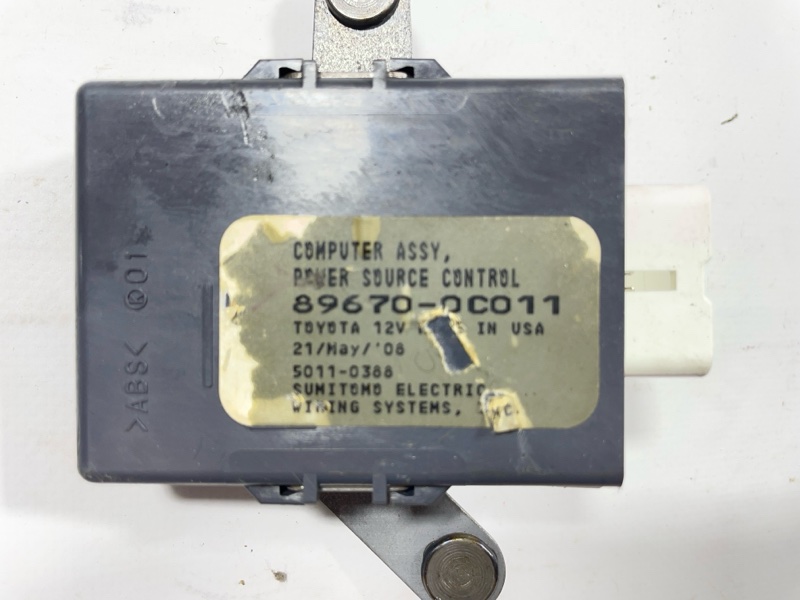 COMPUTER ASSY,
POWER SOURCE CONTROL
89670-0C011
TOYOTA 12V IN USA
21/May/'08
5011-0388
SUMITOMO ELECTRIC
WIRING SYSTEMS, INC.
>ABS<